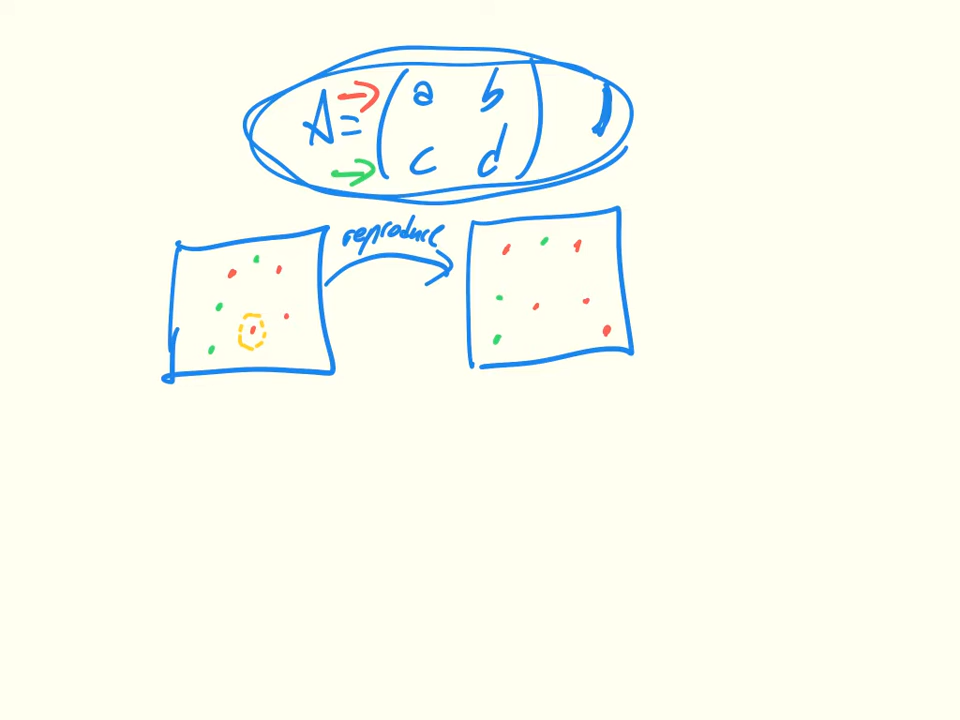 A = ( a b
c d )
reproduce